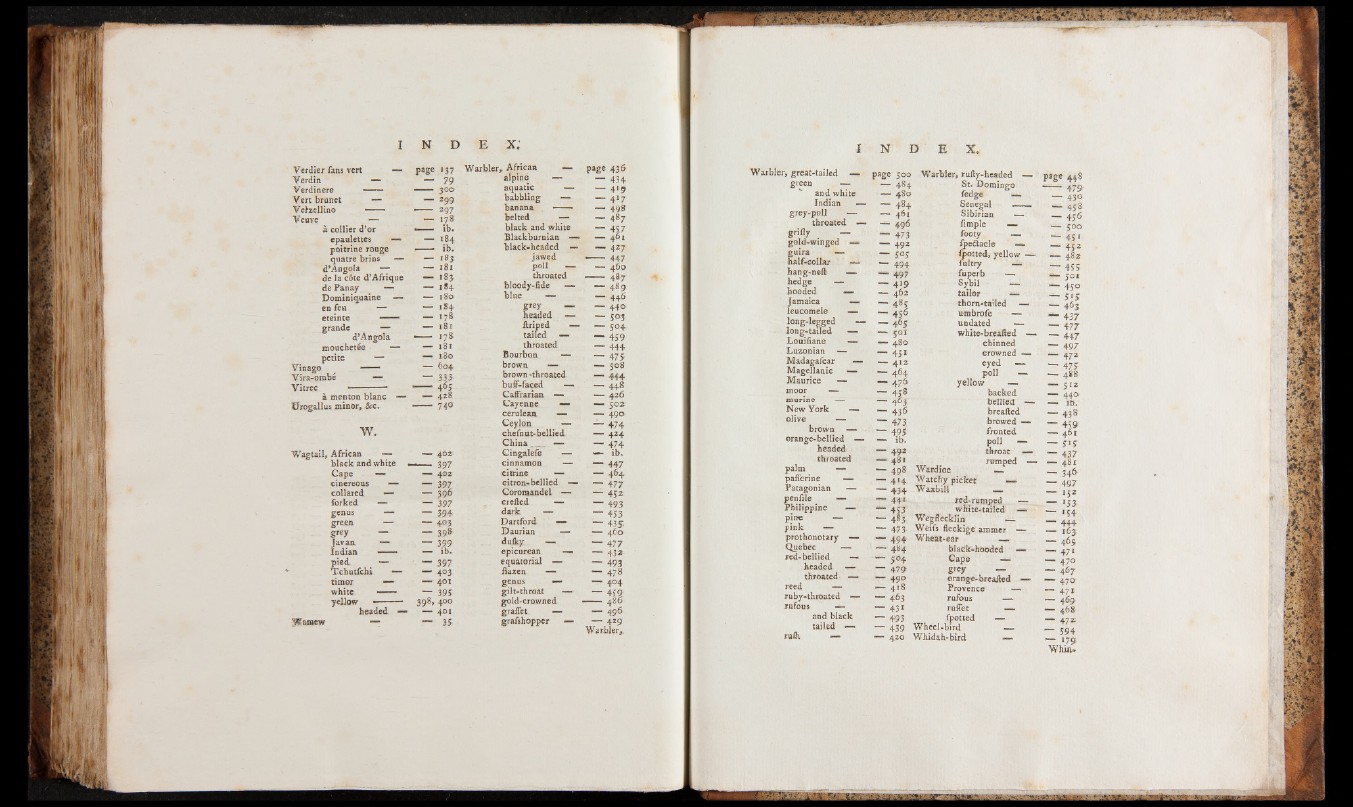 I N D E X.
Verdier ſans vert — page 137
Verdin — — 79
Verdinere — — 300
Vert brunet — — 299
Vetzellino — — 297
Veuve — — 178
à collier d'or — ib.
epaulettes — — 184
poitrine rouge — ib.
quatre brins — — 183
d'Angola — — 181
de la côte d'Afrique — 183
de Panay — — 184
Dominiquaine — — 180
en feu — — 184
eteinte — — 178
grande — — 181
d'Angola — 178
mouchetée — — 181
petite — — 180
Vinago — — 604
Vira-ombé — — 333
Vitrec — — 465
à menton blanc — — 428
Urogallus minor, &c. — 740
W.
Wagtail, African — — 402
black and white — 397
Cape — — 402
cinereous — — 397
collared — — 396
forked — — 397
genus — — 394
green — — 403
grey — — 398
Javan — — 399
Indian — — ib.
pied — — 397
Tchutſchi — — 403
timor — — 401
white — — 395
yellow — 398, 400
headed — — 401
Wamew — — 35
Warbler, African — page 436
alpine — — 434
aquatic — — 419
babbling — — 417
banana — — 498
belted — — 487
black and white — 457
Blackburnian — — 461
black-headed — — 427
jawed — 447
poll — — 460
throated — 487
bloody-ſide — — 489
blue — — 446
grey — — 440
headed — — 503
ſtriped — — 504
tailed — — 459
throated — 444
Bourbon — — 475
brown — — 508
brown-throated — 444
buff-faced — — 448
Caffrarian — — 426
Cayenne — — 502
cerulean — — 490
Ceylon — — 474
cheſnut-bellied — 424
China — — 474
Cingaleſe — — ib.
cinnamon — — 447
citrine — — 464
citron-bellied — — 477
Coromandel — — 452
creſted — — 493
dark — — 453
Dartford — — 435
Daurian — — 460
duſky — — 477
epicurean — — 432
equatorial — — 493
flaxen — — 478
genus — — 404
gilt-throat — — 459
gold-crowned — 486
graſſet — — 496
graſshopper — — 429
Warbler,
I N D E X.
Warbler, great-tailed — page 500
green — — 484
and white — 480
Indian — — 484
grey-poll — — 461
throated — — 496
griſly — — 473
gold-winged — — 492
guira — — 505
half-collar — — 494
hang-neſt — — 497
hedge — — 419
hooded — — 462
Jamaica — — 485
leucomele — — 456
long-legged — — 465
long-tailed — — 501
Louiſiane — — 480
Luzonian — — 451
Madagaſcar — — 412
Magellanic — — 464
Maurice — — 476
moor — — 458
murine — — 463
New York — — 436
olive — — 473
brown — — 495
orange-bellied — — ib.
headed — 492
throated — 481
palm — — 498
paſſerine — — 414
Patagonian — — 434
penſile — — 441
Philippine — — 453
pine — — 483
pink — — 473
prothonotary — — 494
Quebec — — 484
red-bellied — — 504
headed — — 479
throated — — 490
reed — — 418
ruby-throated — — 463
rufous — — 431
and black — 493
tailed — — 439
ruſh — — 420
Warbler, ruſty-headed — page 448
St. Domingo — 479
ſedge — — 430
Senegal — — 458
Sibirian — — 456
ſimple — — 500
ſooty — — 451
ſpectacle — — 452
ſpotted, yellow — — 482
ſultry — — 455
ſuperb — — 501
Sybil — — 450
tailor — — 515
thorn-tailed — — 463
umbroſe — — 437
undated — — 477
white-breaſted — — 447
chinned — 497
crowned — — 472
eyed — — 475
poll — — 488
yellow — — 512
backed — 440
bellied — — ib.
breaſted — 438
browed — — 459
fronted — 461
poll — — 515
throat — — 437
rumped — — 481
Wardioe — — 546
Watchy picket — — 497
Waxbill — — 152
red-rumped — — 153
white-tailed — — 154
Wegflecklin — — 444
Weiſs fleckige ammer — — 163
Wheat-ear — — 465
black-hooded — — 471
Cape — — 470
grey — — 467
orange-breaſted — — 470
Provence — — 471
rufous — — 469
ruſſet — — 468
ſpotted — — 472
Wheel-bird — — 594
Whidah-bird — — 179
Whin-